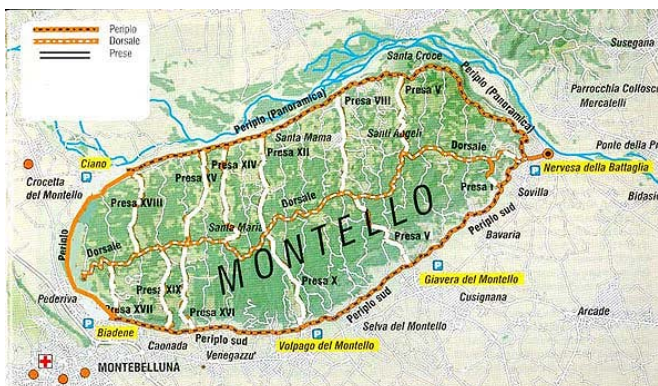 Periplo
Dorsale
Prese
Susegana
Santa Croce
Periplo (Panoramica)
Presa V
Periplo (Panoramica)
Parrocchia Colfosco
Mercatelli
Presa VIII
Santa Mama
Presa XII
Santi Angeli
Dorsale
Ponte della Pr
Ciano
Presa XIV
Presa XV
Nervesa della Battaglia
Crocetta
del Montello
Presa XVIII
Dorsale
Presa I
Sovilla
Bidasio
Santa Maria
MONTELLO
Periplo sud
Presa V
Bavaria
Periplo
Dorsale
Giavera del Montello
Cusignana
Pederiva
Presa XIX
Presa X
Periplo sud
Presa XVII
Presa XVI
Arcade
Biadene
Periplo sud
Selva del Montello
Caonada
Venegazzu'
Volpago del Montello
MONTEBELLUNA